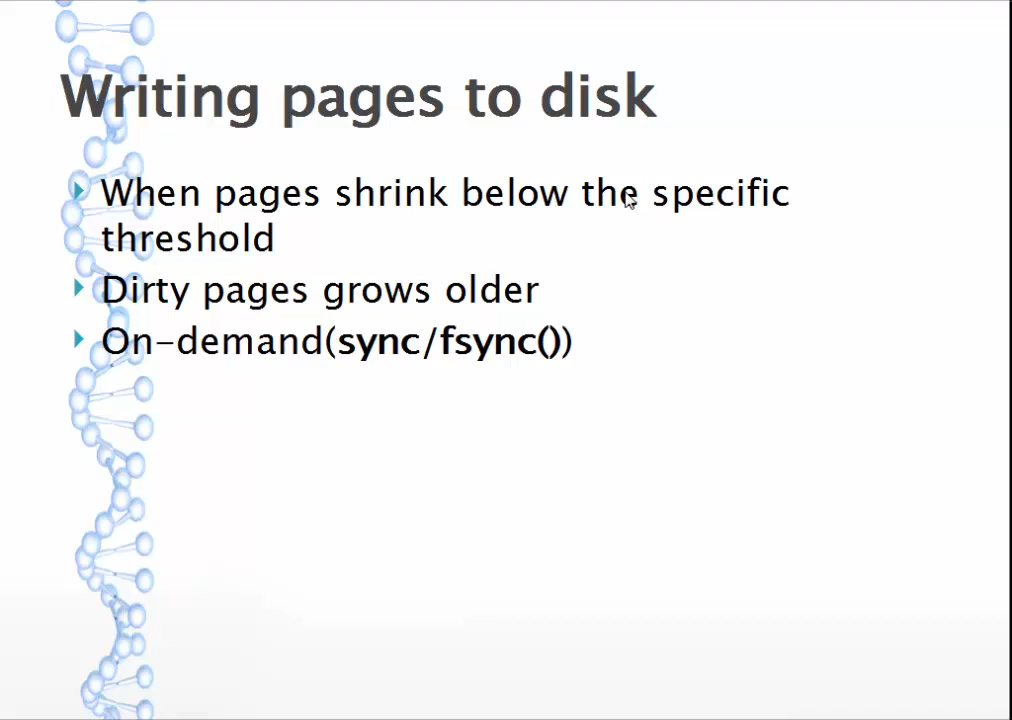 Writing pages to disk
When pages shrink below the specific
threshold
Dirty pages grows older
On-demand(sync/fsync())